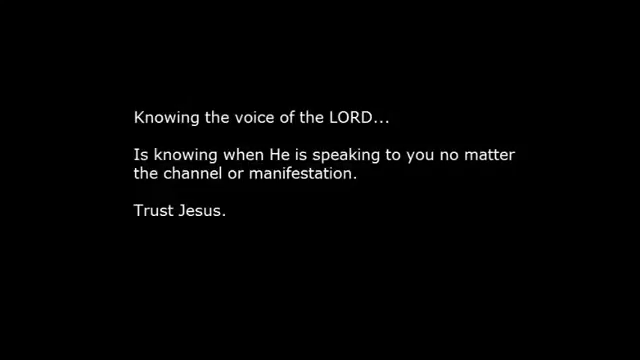 Knowing the voice of the LORD...
Is knowing when He is speaking to you no matter
the channel or manifestation.
Trust Jesus.